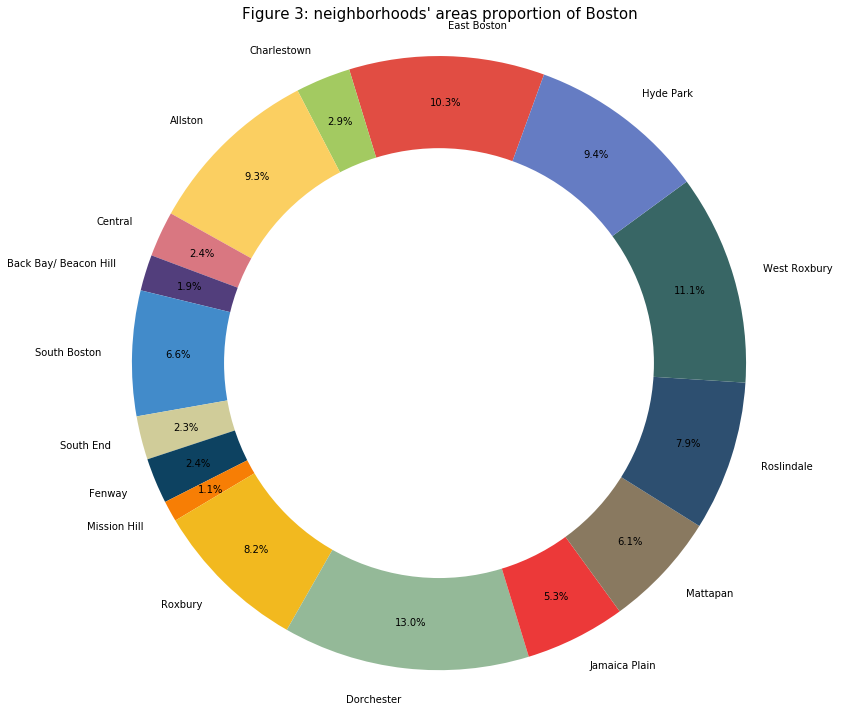 Figure 3: neighborhoods' areas proportion of Boston
East Boston
10.3%
Charlestown
2.9%
Allston
9.3%
Central
2.4%
Back Bay/ Beacon Hill
1.9%
South Boston
6.6%
South End
2.3%
Fenway
2.4%
Mission Hill
1.1%
Roxbury
8.2%
Dorchester
13.0%
Jamaica Plain
5.3%
Mattapan
6.1%
Roslindale
7.9%
West Roxbury
11.1%
Hyde Park
9.4%